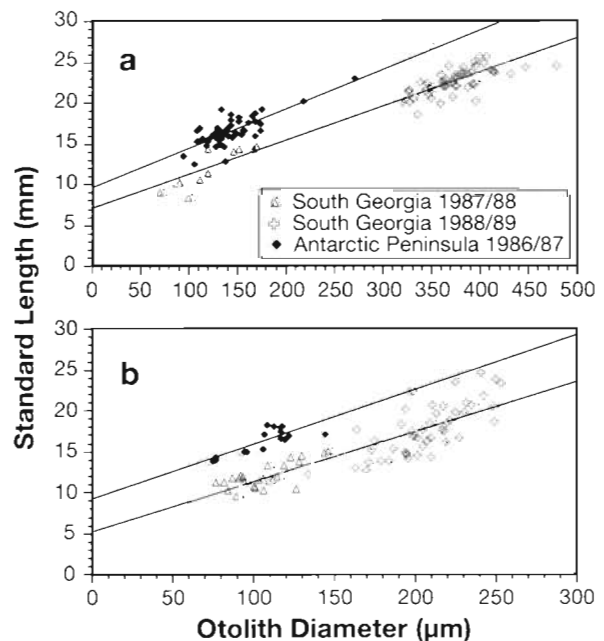 30
a
25
20
15
10
5
0
△ South Georgia 1987/88
✧ South Georgia 1988/89
◆ Antarctic Peninsula 1986/87
0 50 100 150 200 250 300 350 400 450 500
Standard Length (mm)
30
b
25
20
15
10
5
0
0 50 100 150 200 250 300
Otolith Diameter (µm)